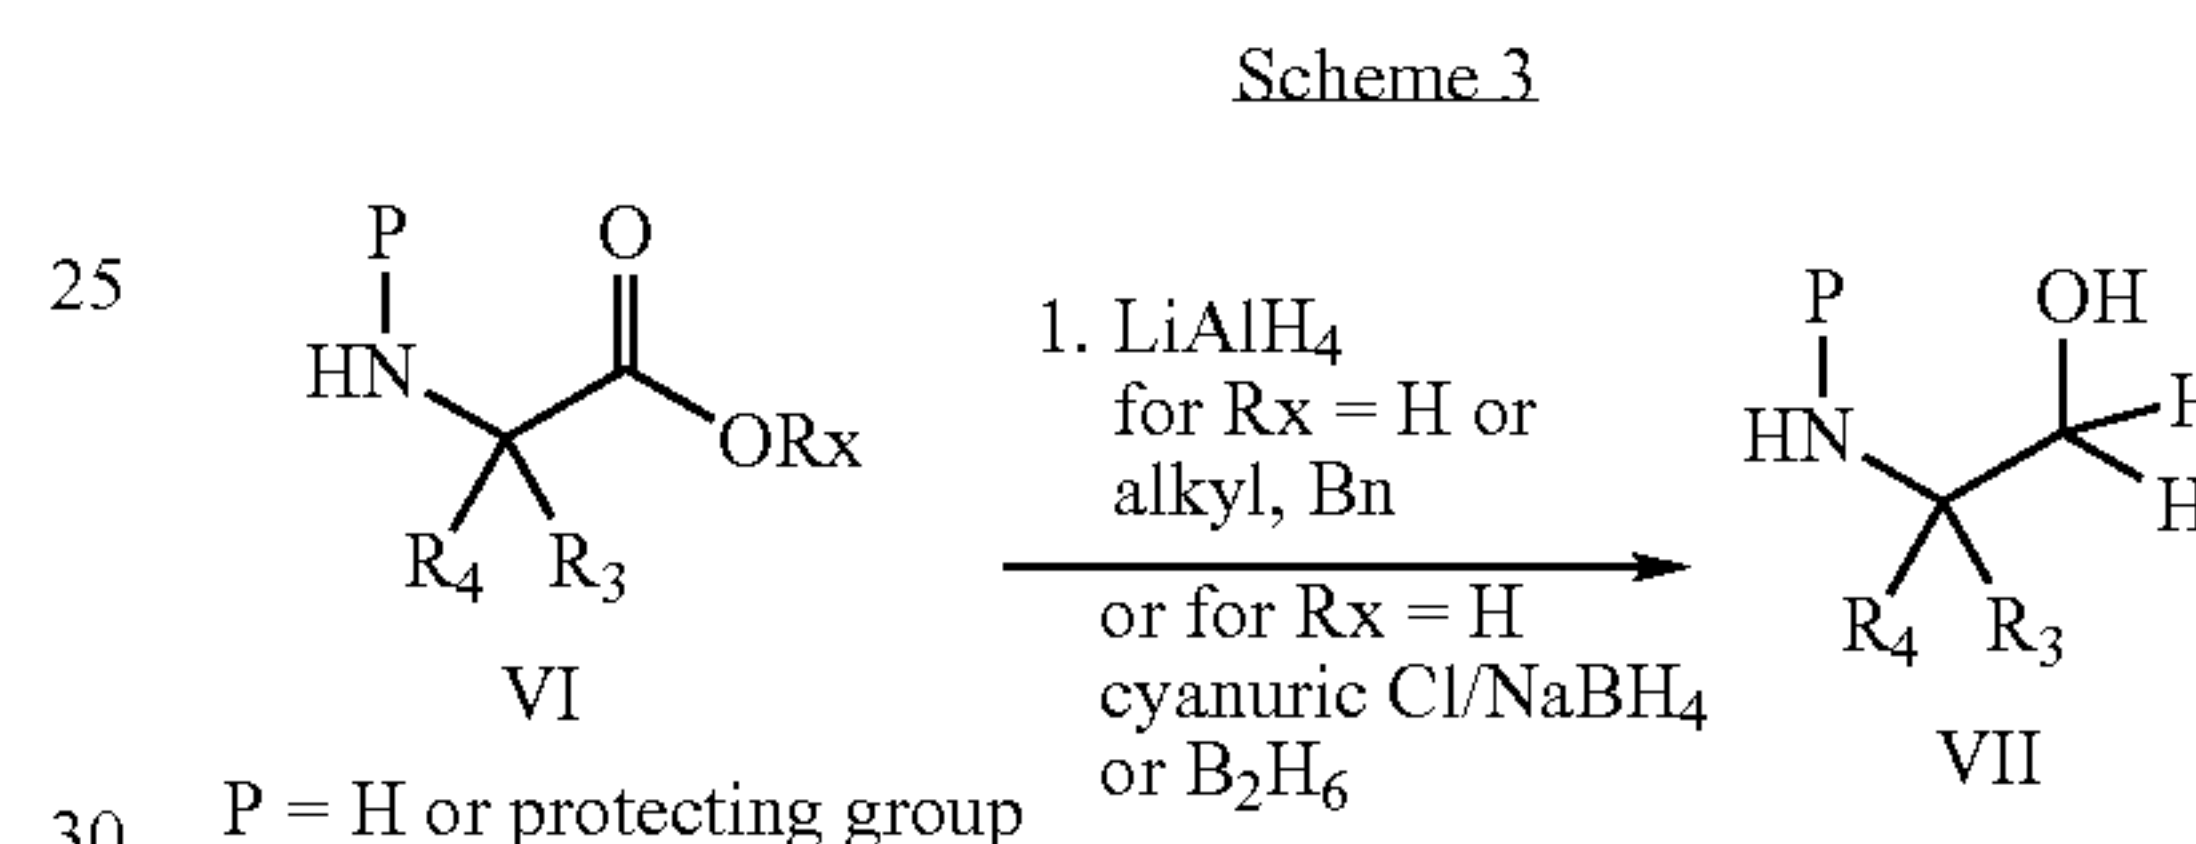 Scheme 3
P
O
25
HN
ORx
R4 R3
VI
1. LiAlH4
for Rx = H or
alkyl, Bn
or for Rx = H
cyanuric Cl/NaBH4
or B2H6
P
OH
H
HN
H
R4 R3
VII
30
P = H or protecting group